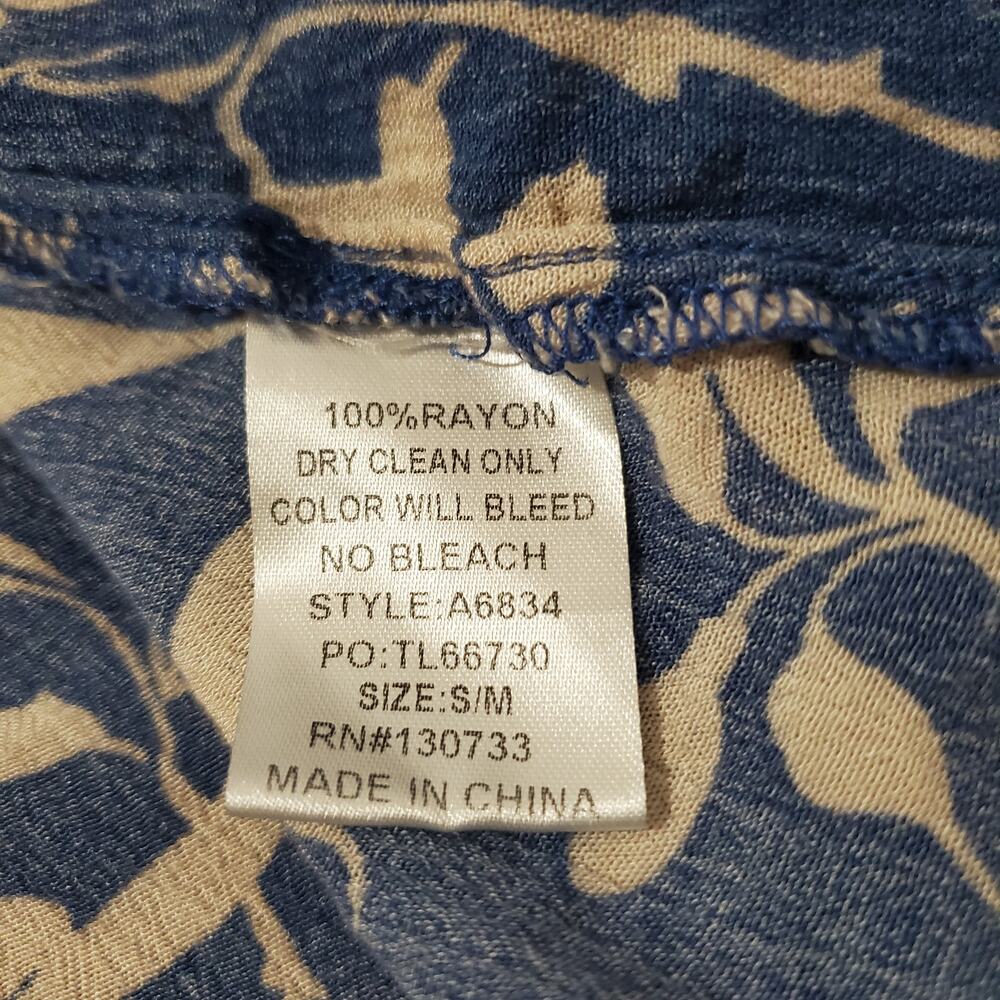 100%RAYON
DRY CLEAN ONLY
COLOR WILL BLEED
NO BLEACH
STYLE:A6834
PO:TL66730
SIZE:S/M
RN#130733
MADE IN CHINA